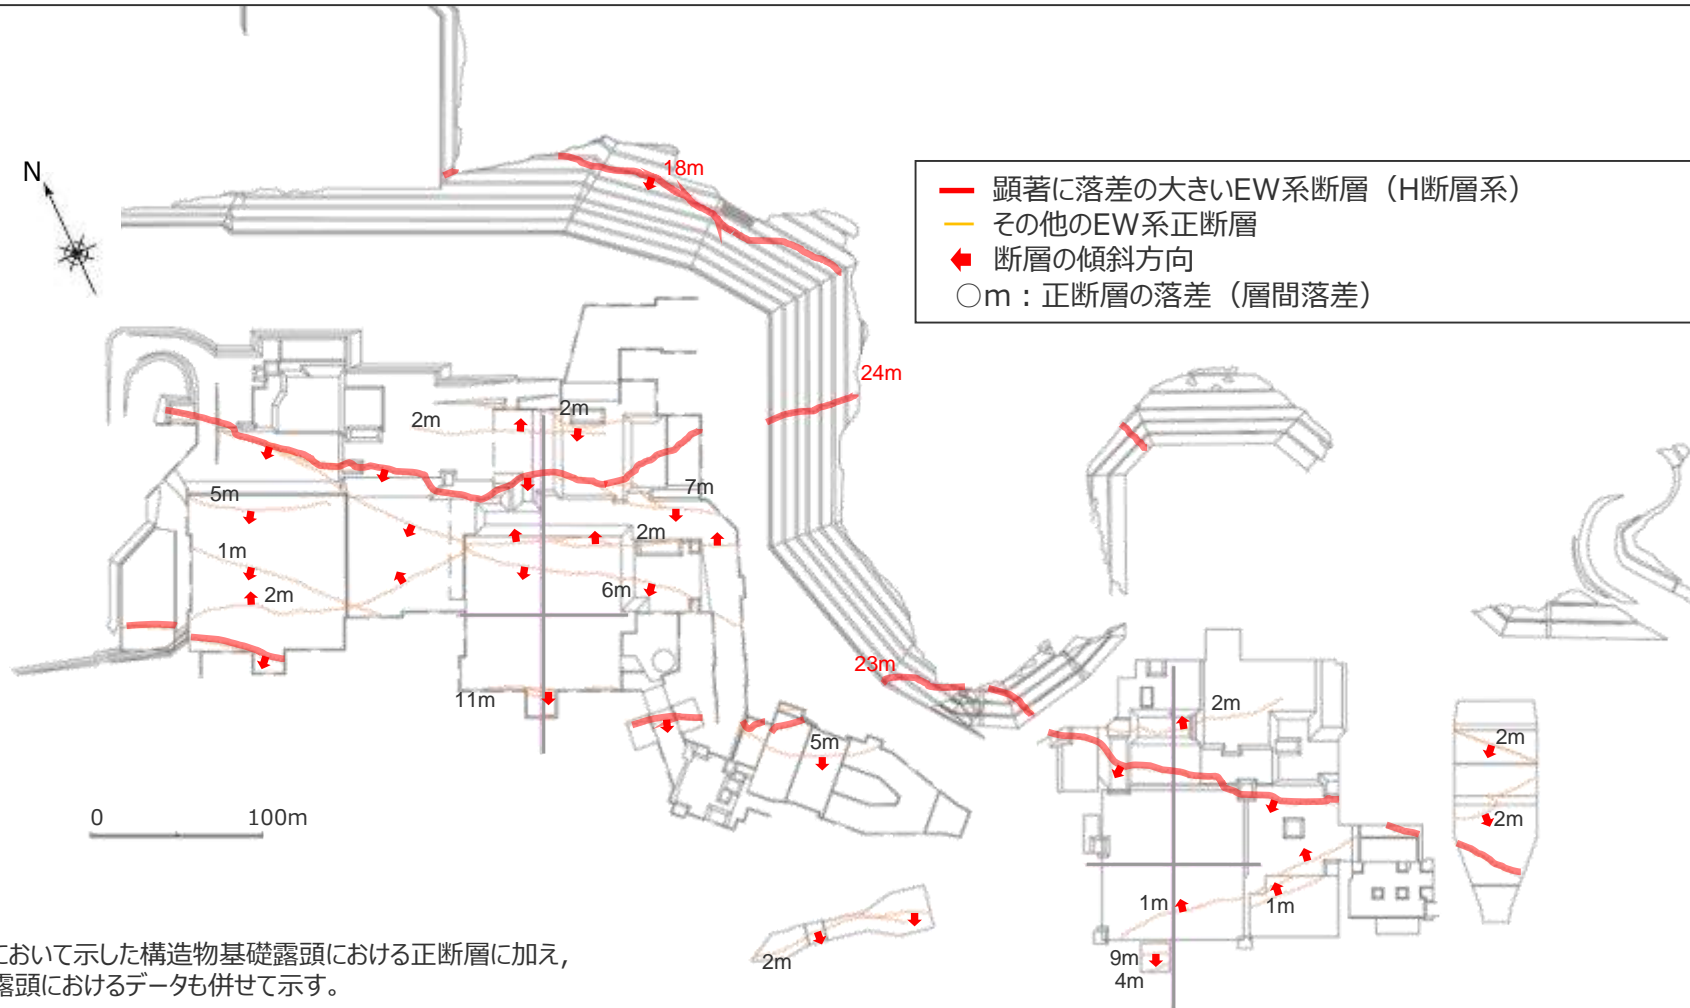 18m
N
顕著に落差の大きいEW系断層（H断層系）
その他のEW系正断層
断層の傾斜方向
○m：正断層の落差（層間落差）
24m
2m
2m
5m
7m
2m
1m
2m
6m
23m
11m
2m
5m
2m
2m
0 100m
1m
1m
9m
4m
2m
において示した構造物基礎露頭における正断層に加え，
露頭におけるデータも併せて示す。